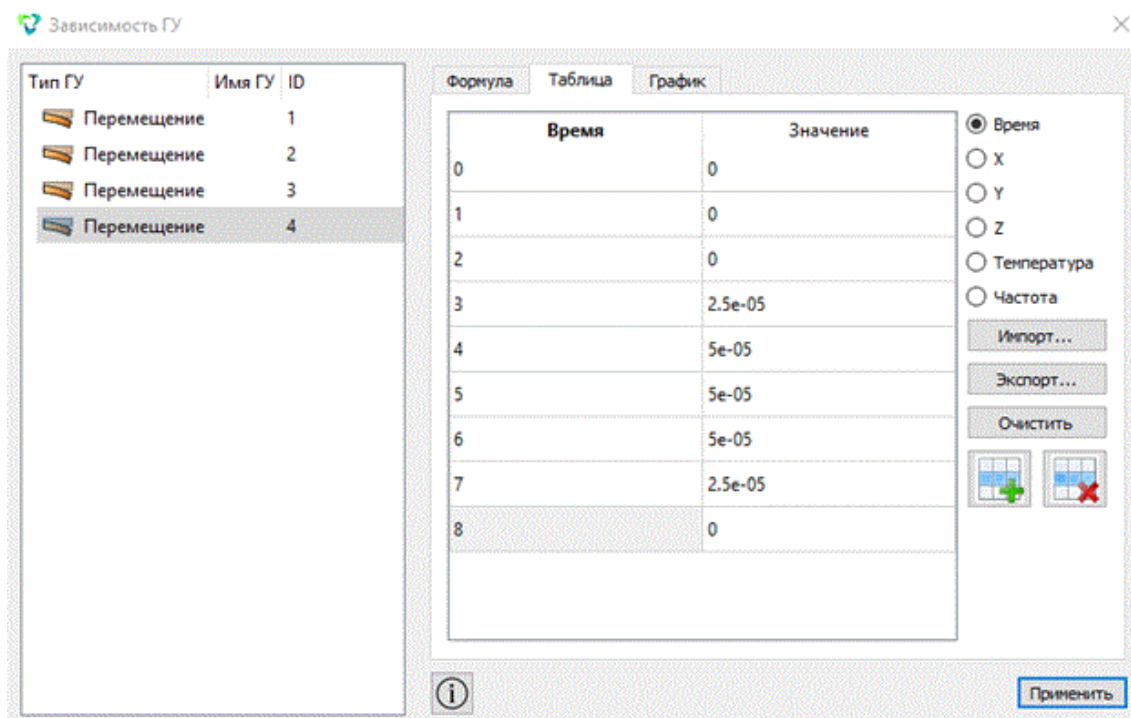 Зависимость ГУ
Тип ГУ Имя ГУ ID
Перемещение 1
Перемещение 2
Перемещение 3
Перемещение 4
Формула Таблица График
Время Значение
0 0
1 0
2 0
3 2.5e-05
4 5e-05
5 5e-05
6 5e-05
7 2.5e-05
8 0
Время
X
Y
Z
Температура
Частота
Импорт...
Экспорт...
Очистить
Применить